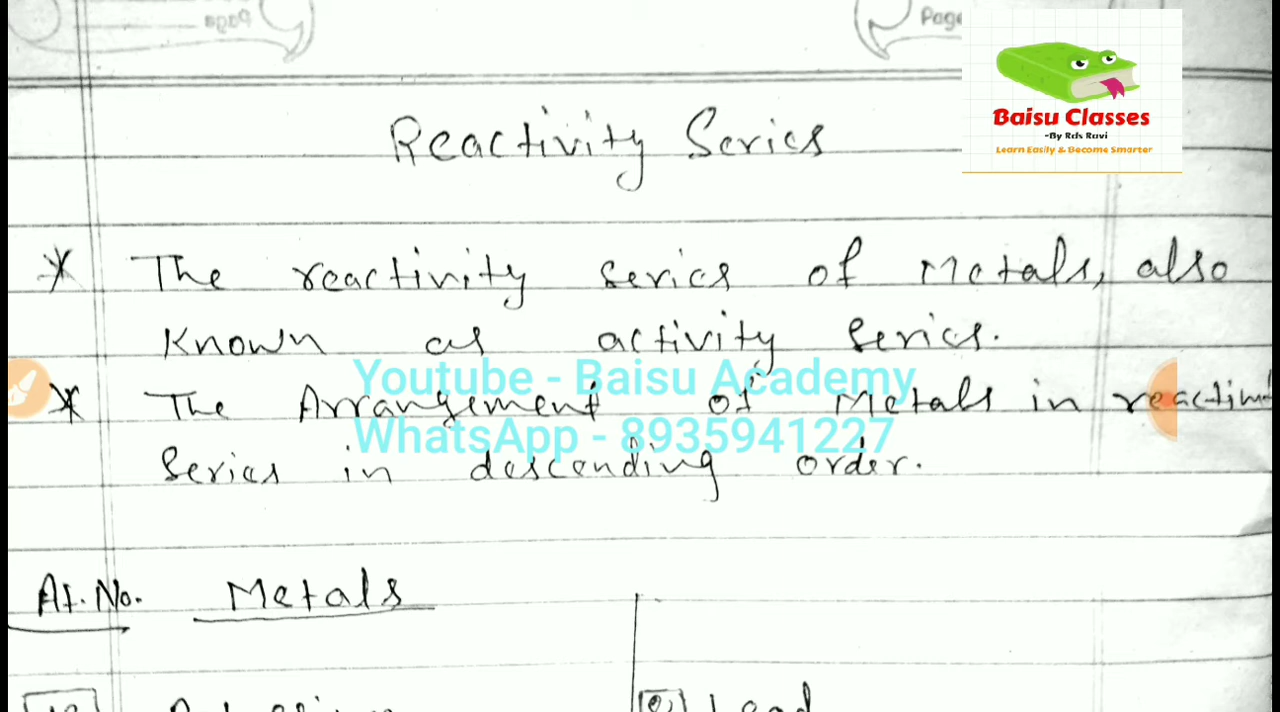 Page
Baisu Classes
-By Rds Ravi
Learn Easily & Become Smarter
Reactivity Series
* The reactivity series of Metals, also
known as activity series.
Youtube - Baisu Academy
* The Arrangement of Metals in
WhatsApp - 8935941227
series in descending order.
At. No. Metals
Lead